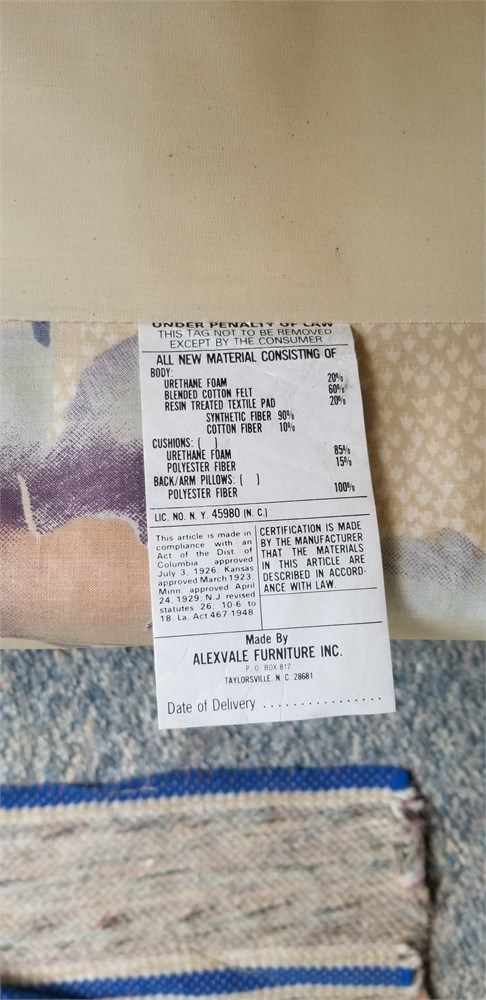 UNDER PENALTY OF LAW
THIS TAG NOT TO BE REMOVED
EXCEPT BY THE CONSUMER
ALL NEW MATERIAL CONSISTING OF
BODY:
URETHANE FOAM 20%
BLENDED COTTON FELT 60%
RESIN TREATED TEXTILE PAD 20%
SYNTHETIC FIBER 90%
COTTON FIBER 10%
CUSHIONS: ( )
URETHANE FOAM 85%
POLYESTER FIBER 15%
BACK/ARM PILLOWS: ( )
POLYESTER FIBER 100%
LIC. NO. N. Y. 45980 (N. C.)
This article is made in
compliance with an
Act of the Dist of
Columbia approved
July 3, 1926. Kansas
approved March 1923.
Minn. approved April
24, 1929. N.J. revised
statutes 26. 10-6 to
18. La. Act 467-1948
CERTIFICATION IS MADE
BY THE MANUFACTURER
THAT THE MATERIALS
IN THIS ARTICLE ARE
DESCRIBED IN ACCORD-
ANCE WITH LAW.
Made By
ALEXVALE FURNITURE INC.
P. O. BOX 817
TAYLORSVILLE, N. C. 28681
Date of Delivery ................